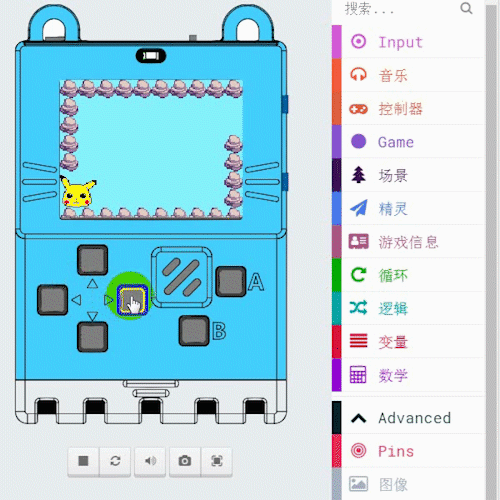 搜索...
Input
音乐
控制器
Game
场景
精灵
游戏信息
循环
逻辑
变量
数学
Advanced
Pins
图像
A
B